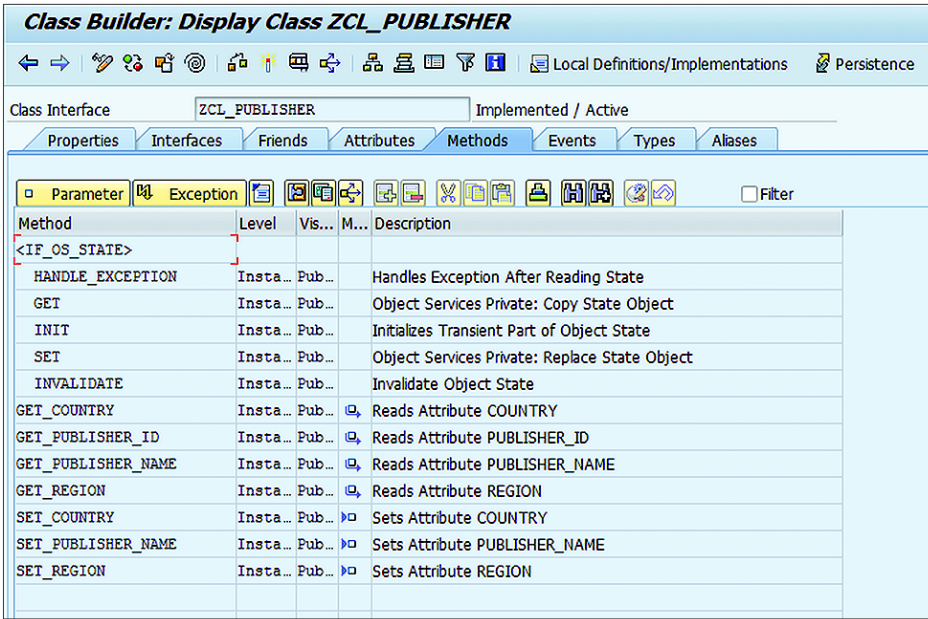 Class Builder: Display Class ZCL_PUBLISHER
Local Definitions/Implementations Persistence
Class Interface ZCL_PUBLISHER Implemented / Active
Properties Interfaces Friends Attributes Methods Events Types Aliases
Parameter Exception Filter
Method Level Vis... M... Description
<IF_OS_STATE>
HANDLE_EXCEPTION Insta... Pub... Handles Exception After Reading State
GET Insta... Pub... Object Services Private: Copy State Object
INIT Insta... Pub... Initializes Transient Part of Object State
SET Insta... Pub... Object Services Private: Replace State Object
INVALIDATE Insta... Pub... Invalidate Object State
GET_COUNTRY Insta... Pub... Reads Attribute COUNTRY
GET_PUBLISHER_ID Insta... Pub... Reads Attribute PUBLISHER_ID
GET_PUBLISHER_NAME Insta... Pub... Reads Attribute PUBLISHER_NAME
GET_REGION Insta... Pub... Reads Attribute REGION
SET_COUNTRY Insta... Pub... Sets Attribute COUNTRY
SET_PUBLISHER_NAME Insta... Pub... Sets Attribute PUBLISHER_NAME
SET_REGION Insta... Pub... Sets Attribute REGION